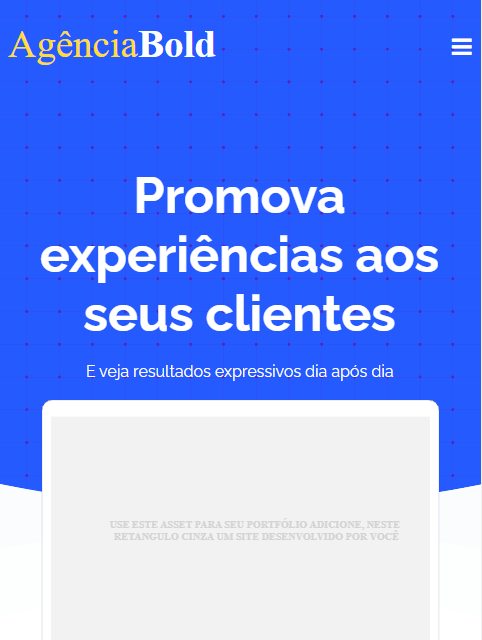 AgênciaBold
Promova
experiências aos
seus clientes
E veja resultados expressivos dia após dia
USE ESTE ASSET PARA SEU PORTFÓLIO ADICIONE, NESTE
RETANGULO CINZA UM SITE DESENVOLVIDO POR VOCÊ